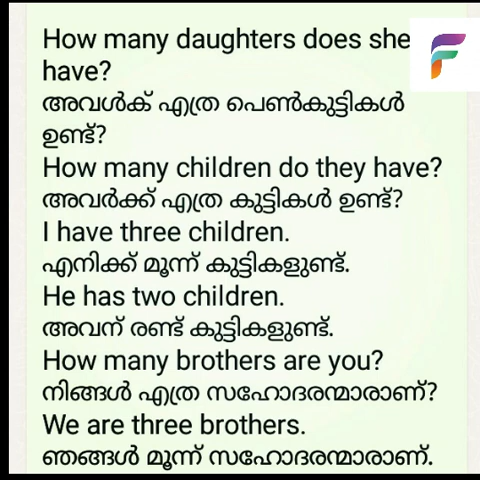 How many daughters does she
have?
അവൾക് എത്ര പെൺകുട്ടികൾ
ഉണ്ട്?
How many children do they have?
അവർക്ക് എത്ര കുട്ടികൾ ഉണ്ട്?
I have three children.
എനിക്ക് മൂന്ന് കുട്ടികളുണ്ട്.
He has two children.
അവന് രണ്ട് കുട്ടികളുണ്ട്.
How many brothers are you?
നിങ്ങൾ എത്ര സഹോദരന്മാരാണ്?
We are three brothers.
ഞങ്ങൾ മൂന്ന് സഹോദരന്മാരാണ്.